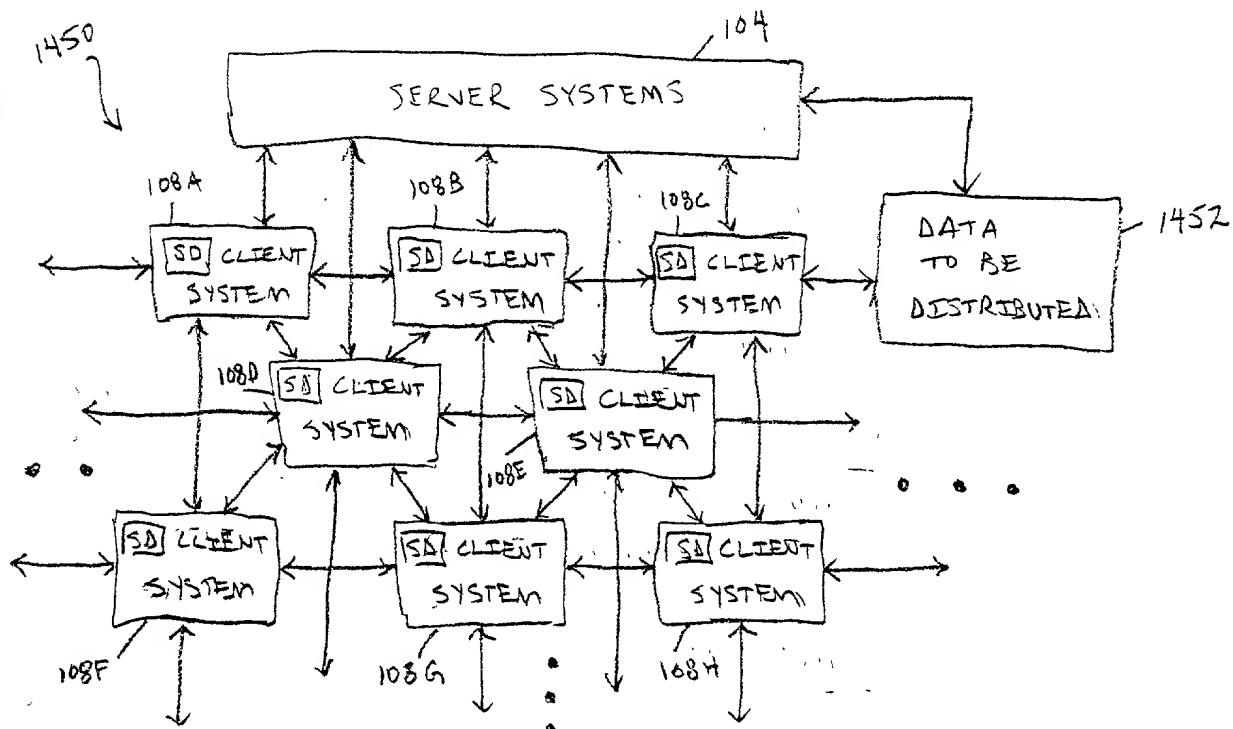 1450
104
SERVER SYSTEMS
108A
108B
108C
SD CLIENT
SYSTEM
SD CLIENT
SYSTEM
SD CLIENT
SYSTEM
DATA
TO BE
DISTRIBUTED
1452
108D
SD CLIENT
SYSTEM
108E
SD CLIENT
SYSTEM
SD CLIENT
SYSTEM
SD CLIENT
SYSTEM
SD CLIENT
SYSTEM
108F
108G
108H